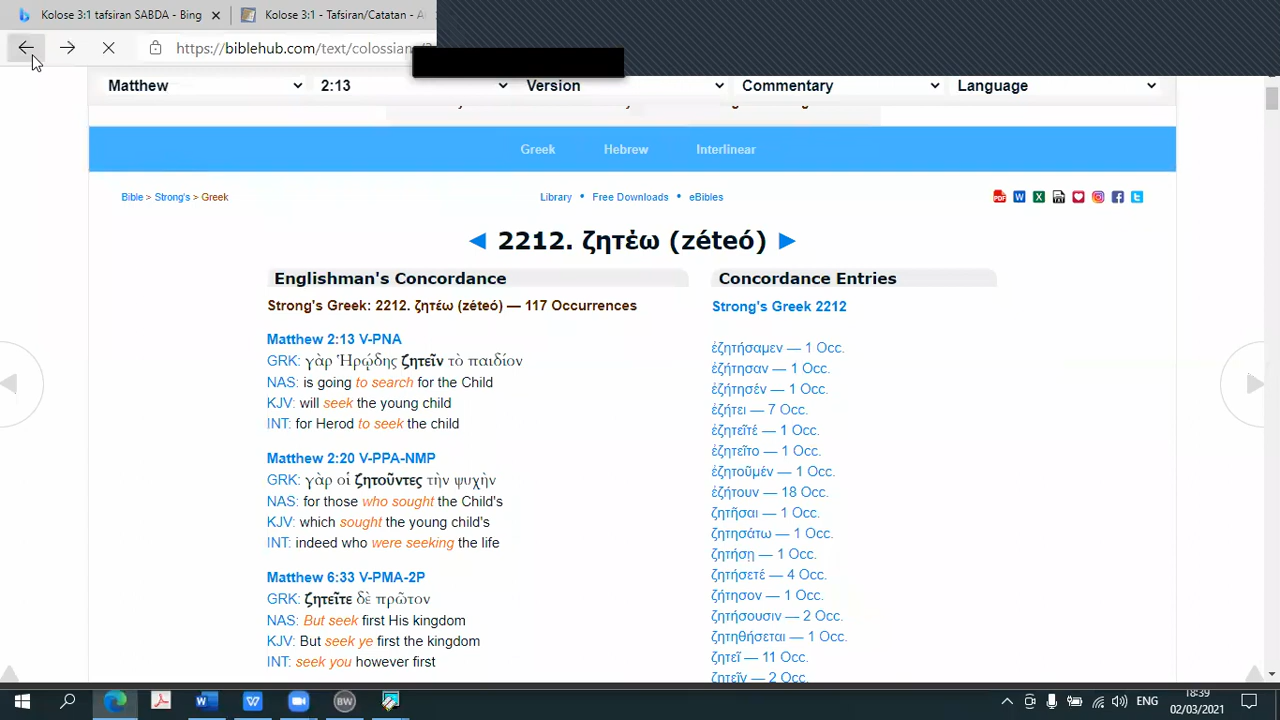 Kolose 3:1 tafsiran SABDA - Bing
Kolose 3:1 - Tafsiran/Catatan - A
https://biblehub.com/text/colossians/3
Matthew
2:13
Version
Commentary
Language
Greek
Hebrew
Interlinear
Bible > Strong's > Greek
Library • Free Downloads • eBibles
◄ 2212. ζητέω (zéteó) ►
Englishman's Concordance
Strong's Greek: 2212. ζητέω (zéteó) — 117 Occurrences
Matthew 2:13 V-PNA
GRK: γὰρ Ἡρῴδης ζητεῖν τὸ παιδίον
NAS: is going to search for the Child
KJV: will seek the young child
INT: for Herod to seek the child
Matthew 2:20 V-PPA-NMP
GRK: γὰρ οἱ ζητοῦντες τὴν ψυχὴν
NAS: for those who sought the Child's
KJV: which sought the young child's
INT: indeed who were seeking the life
Matthew 6:33 V-PMA-2P
GRK: ζητεῖτε δὲ πρῶτον
NAS: But seek first His kingdom
KJV: But seek ye first the kingdom
INT: seek you however first
Concordance Entries
Strong's Greek 2212
ἐζητήσαμεν — 1 Occ.
ἐζήτησαν — 1 Occ.
ἐζήτησέν — 1 Occ.
ἐζήτει — 7 Occ.
ἐζητεῖτέ — 1 Occ.
ἐζητεῖτο — 1 Occ.
ἐζητοῦμέν — 1 Occ.
ἐζήτουν — 18 Occ.
ζητῆσαι — 1 Occ.
ζητησάτω — 1 Occ.
ζητήσῃ — 1 Occ.
ζητήσετέ — 4 Occ.
ζήτησον — 1 Occ.
ζητήσουσιν — 2 Occ.
ζητηθήσεται — 1 Occ.
ζητεῖ — 11 Occ.
ζητεῖν — 2 Occ.
ENG
18:39
02/03/2021